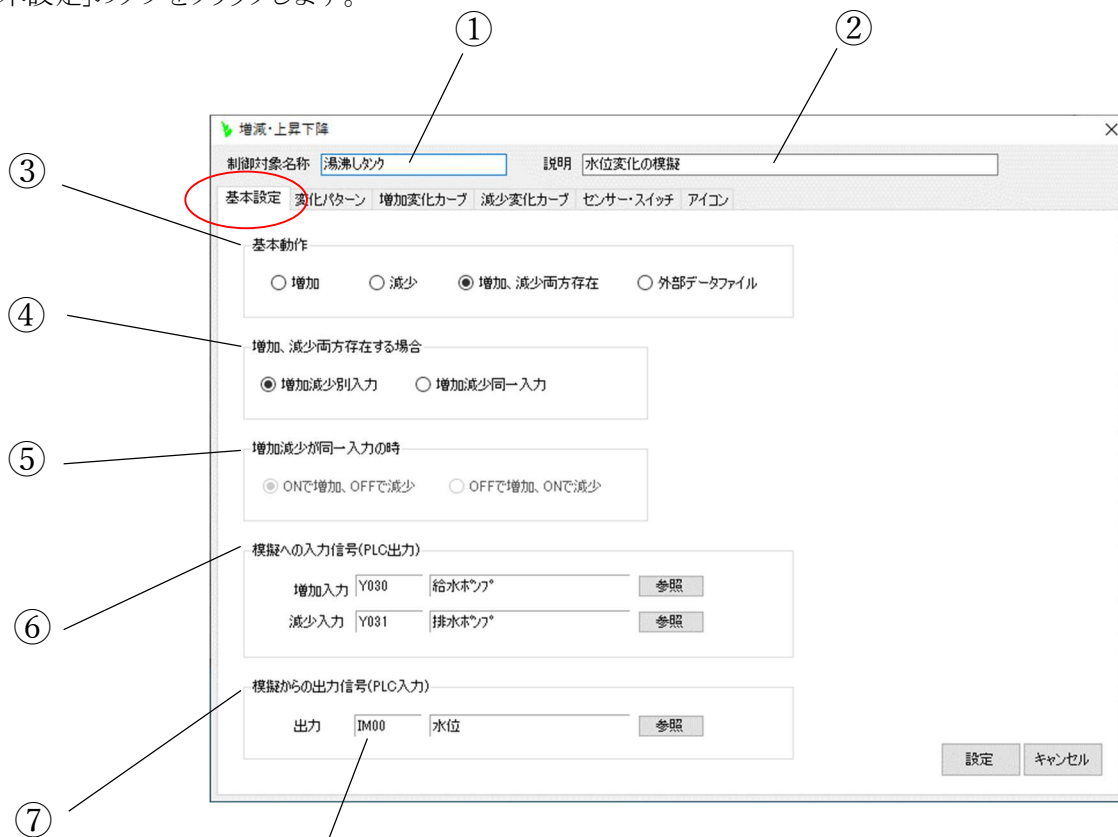 本設定」のタブをクリックします。
① ②
増減・上昇下降
制御対象名称 湯沸しﾀﾝｸ 説明 水位変化の模擬
③
基本設定 変化パターン 増加変化カーブ 減少変化カーブ センサー・スイッチ アイコン
基本動作
増加 減少 増加、減少両方存在 外部データファイル
④
増加、減少両方存在する場合
増加減少別入力 増加減少同一入力
⑤
増加減少が同一入力の時
ONで増加、OFFで減少 OFFで増加、ONで減少
模擬への入力信号(PLC出力)
増加入力 Y030 給水ﾎﾟﾝﾌﾟ 参照
⑥
減少入力 Y031 排水ﾎﾟﾝﾌﾟ 参照
模擬からの出力信号(PLC入力)
出力 IM00 水位 参照
設定 キャンセル
⑦